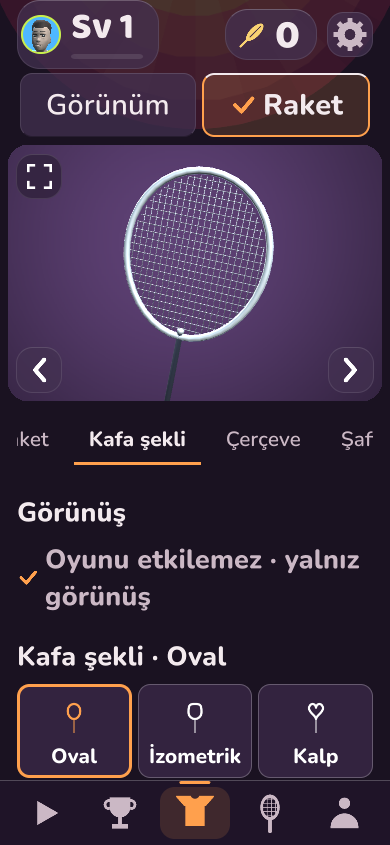 Sv 1
0
Görünüm
Raket
ket
Kafa şekli
Çerçeve
Şaf
Görünüş
Oyunu etkilemez · yalnız
görünüş
Kafa şekli · Oval
Oval
İzometrik
Kalp